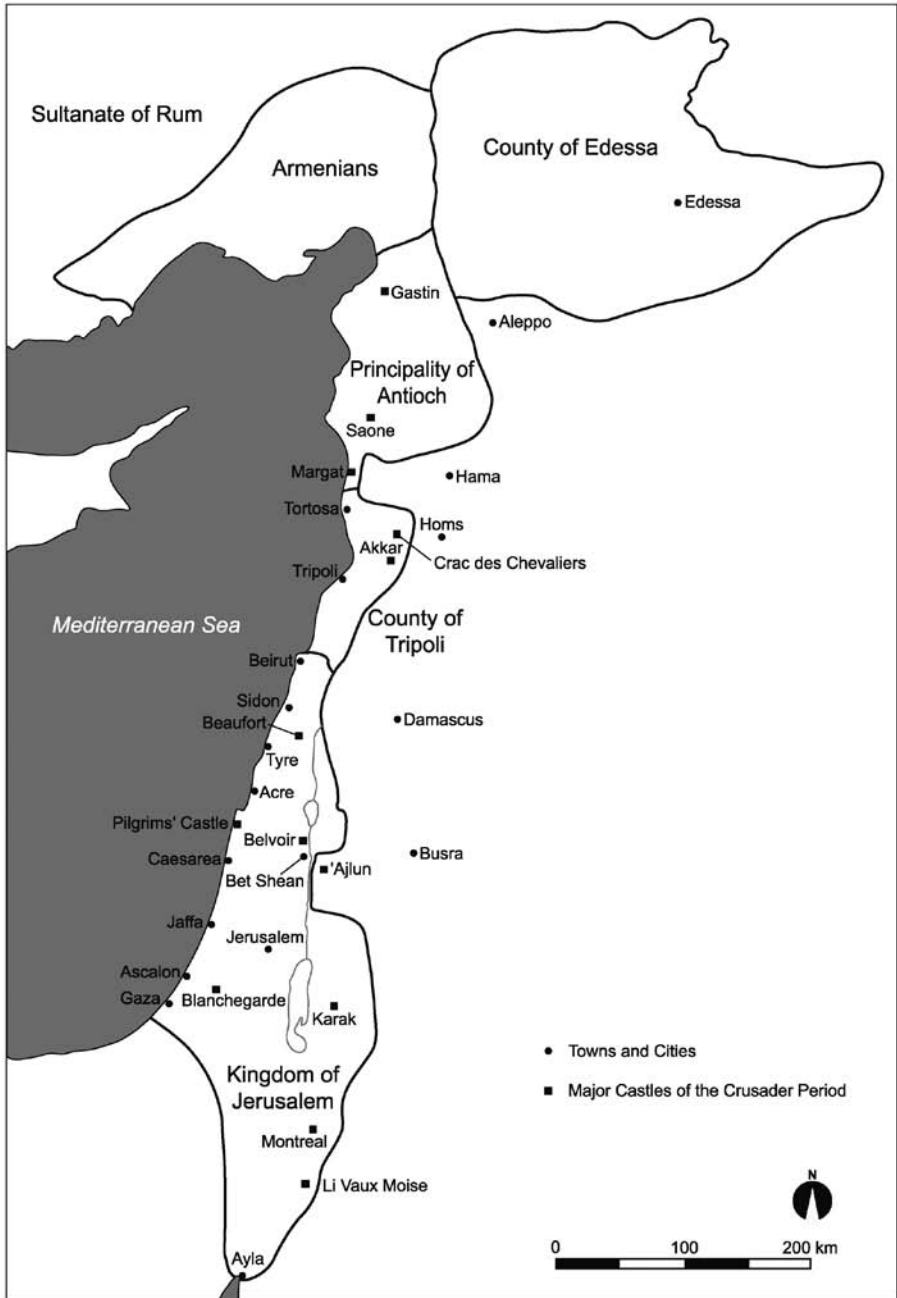 Sultanate of Rum
Armenians
County of Edessa
Edessa
Gastin
Aleppo
Principality of
Antioch
Saone
Margat
Hama
Tortosa
Homs
Akkar
Crac des Chevaliers
Tripoli
County of
Tripoli
Mediterranean Sea
Beirut
Sidon
Beaufort
Damascus
Tyre
Acre
Pilgrims' Castle
Belvoir
Caesarea
Bet Shean
'Ajlun
Busra
Jaffa
Jerusalem
Ascalon
Gaza
Blanchegarde
Karak
Kingdom of
Jerusalem
Montreal
Li Vaux Moise
Ayla
Towns and Cities
Major Castles of the Crusader Period
N
0 100 200 km